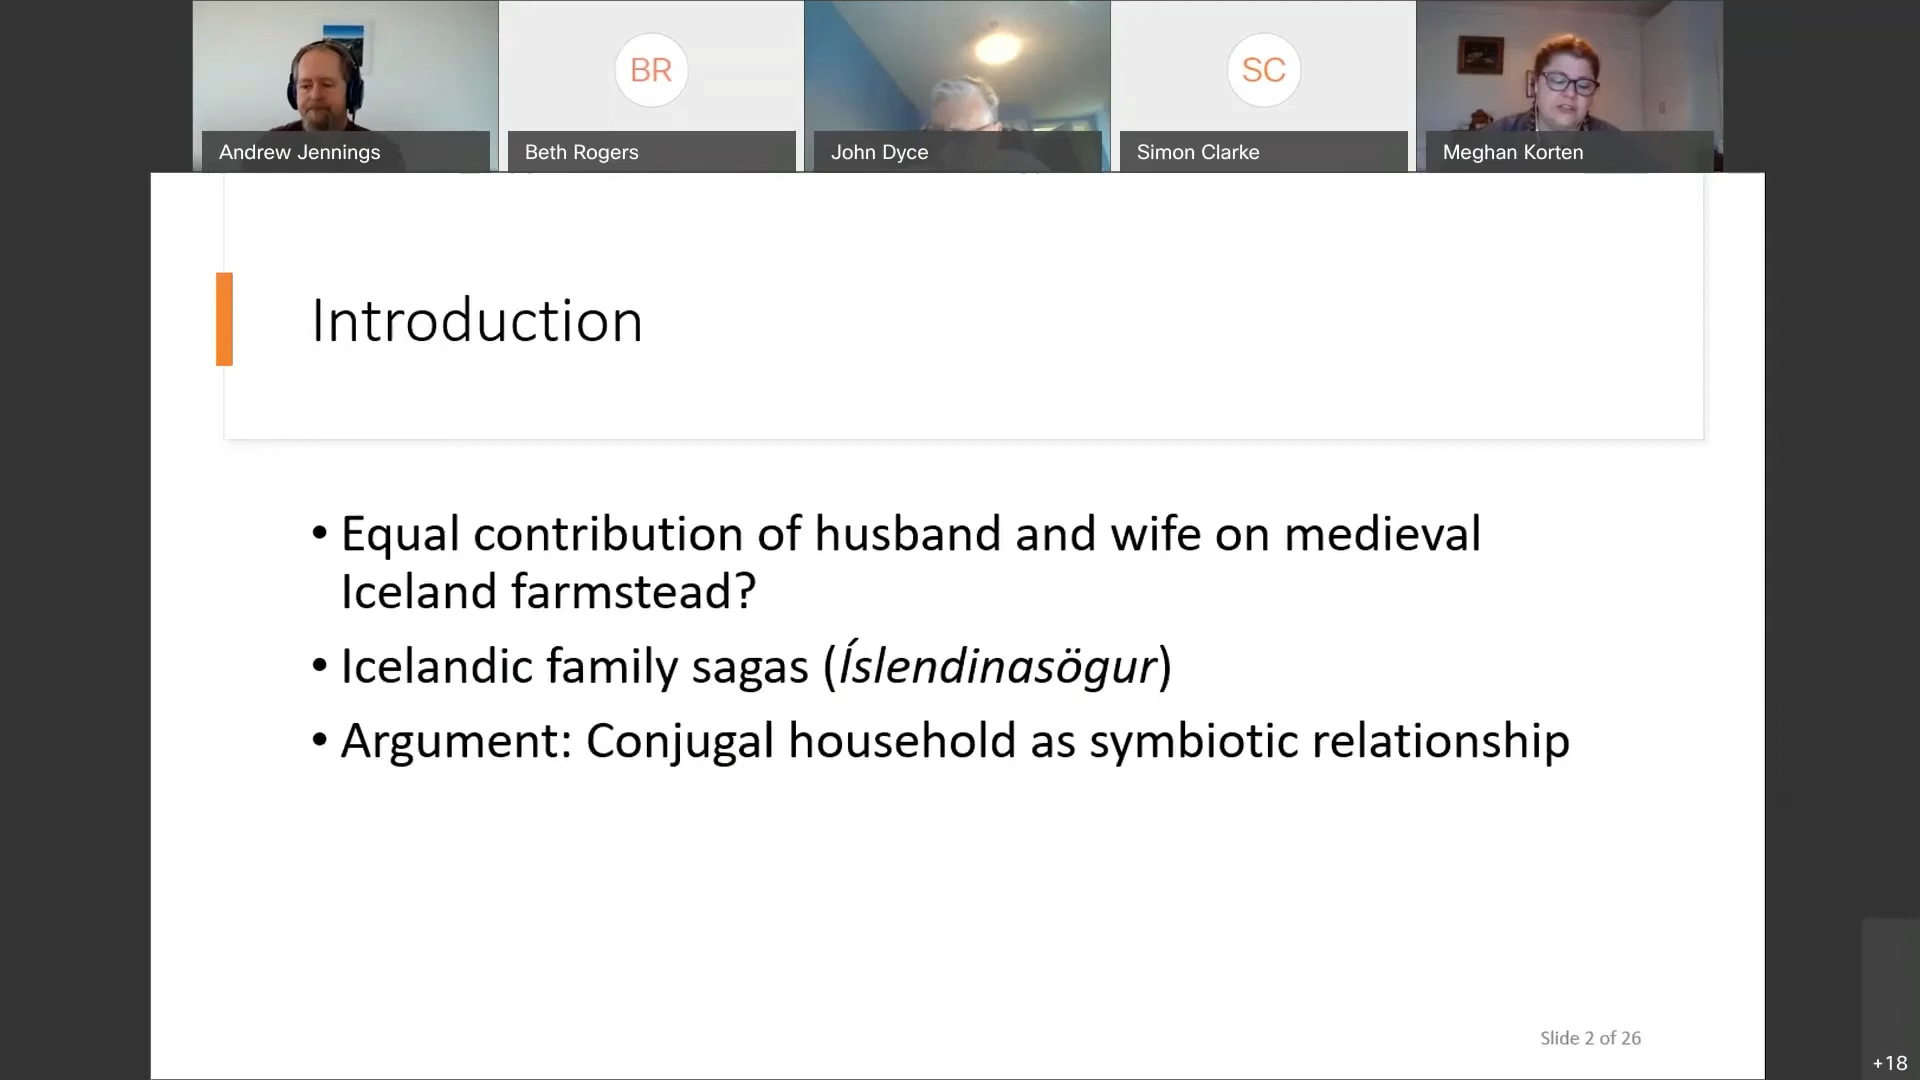 BR
SC
Andrew Jennings
Beth Rogers
John Dyce
Simon Clarke
Meghan Korten
Introduction
• Equal contribution of husband and wife on medieval
Iceland farmstead?
• Icelandic family sagas (Íslendinasögur)
• Argument: Conjugal household as symbiotic relationship
Slide 2 of 26
+18